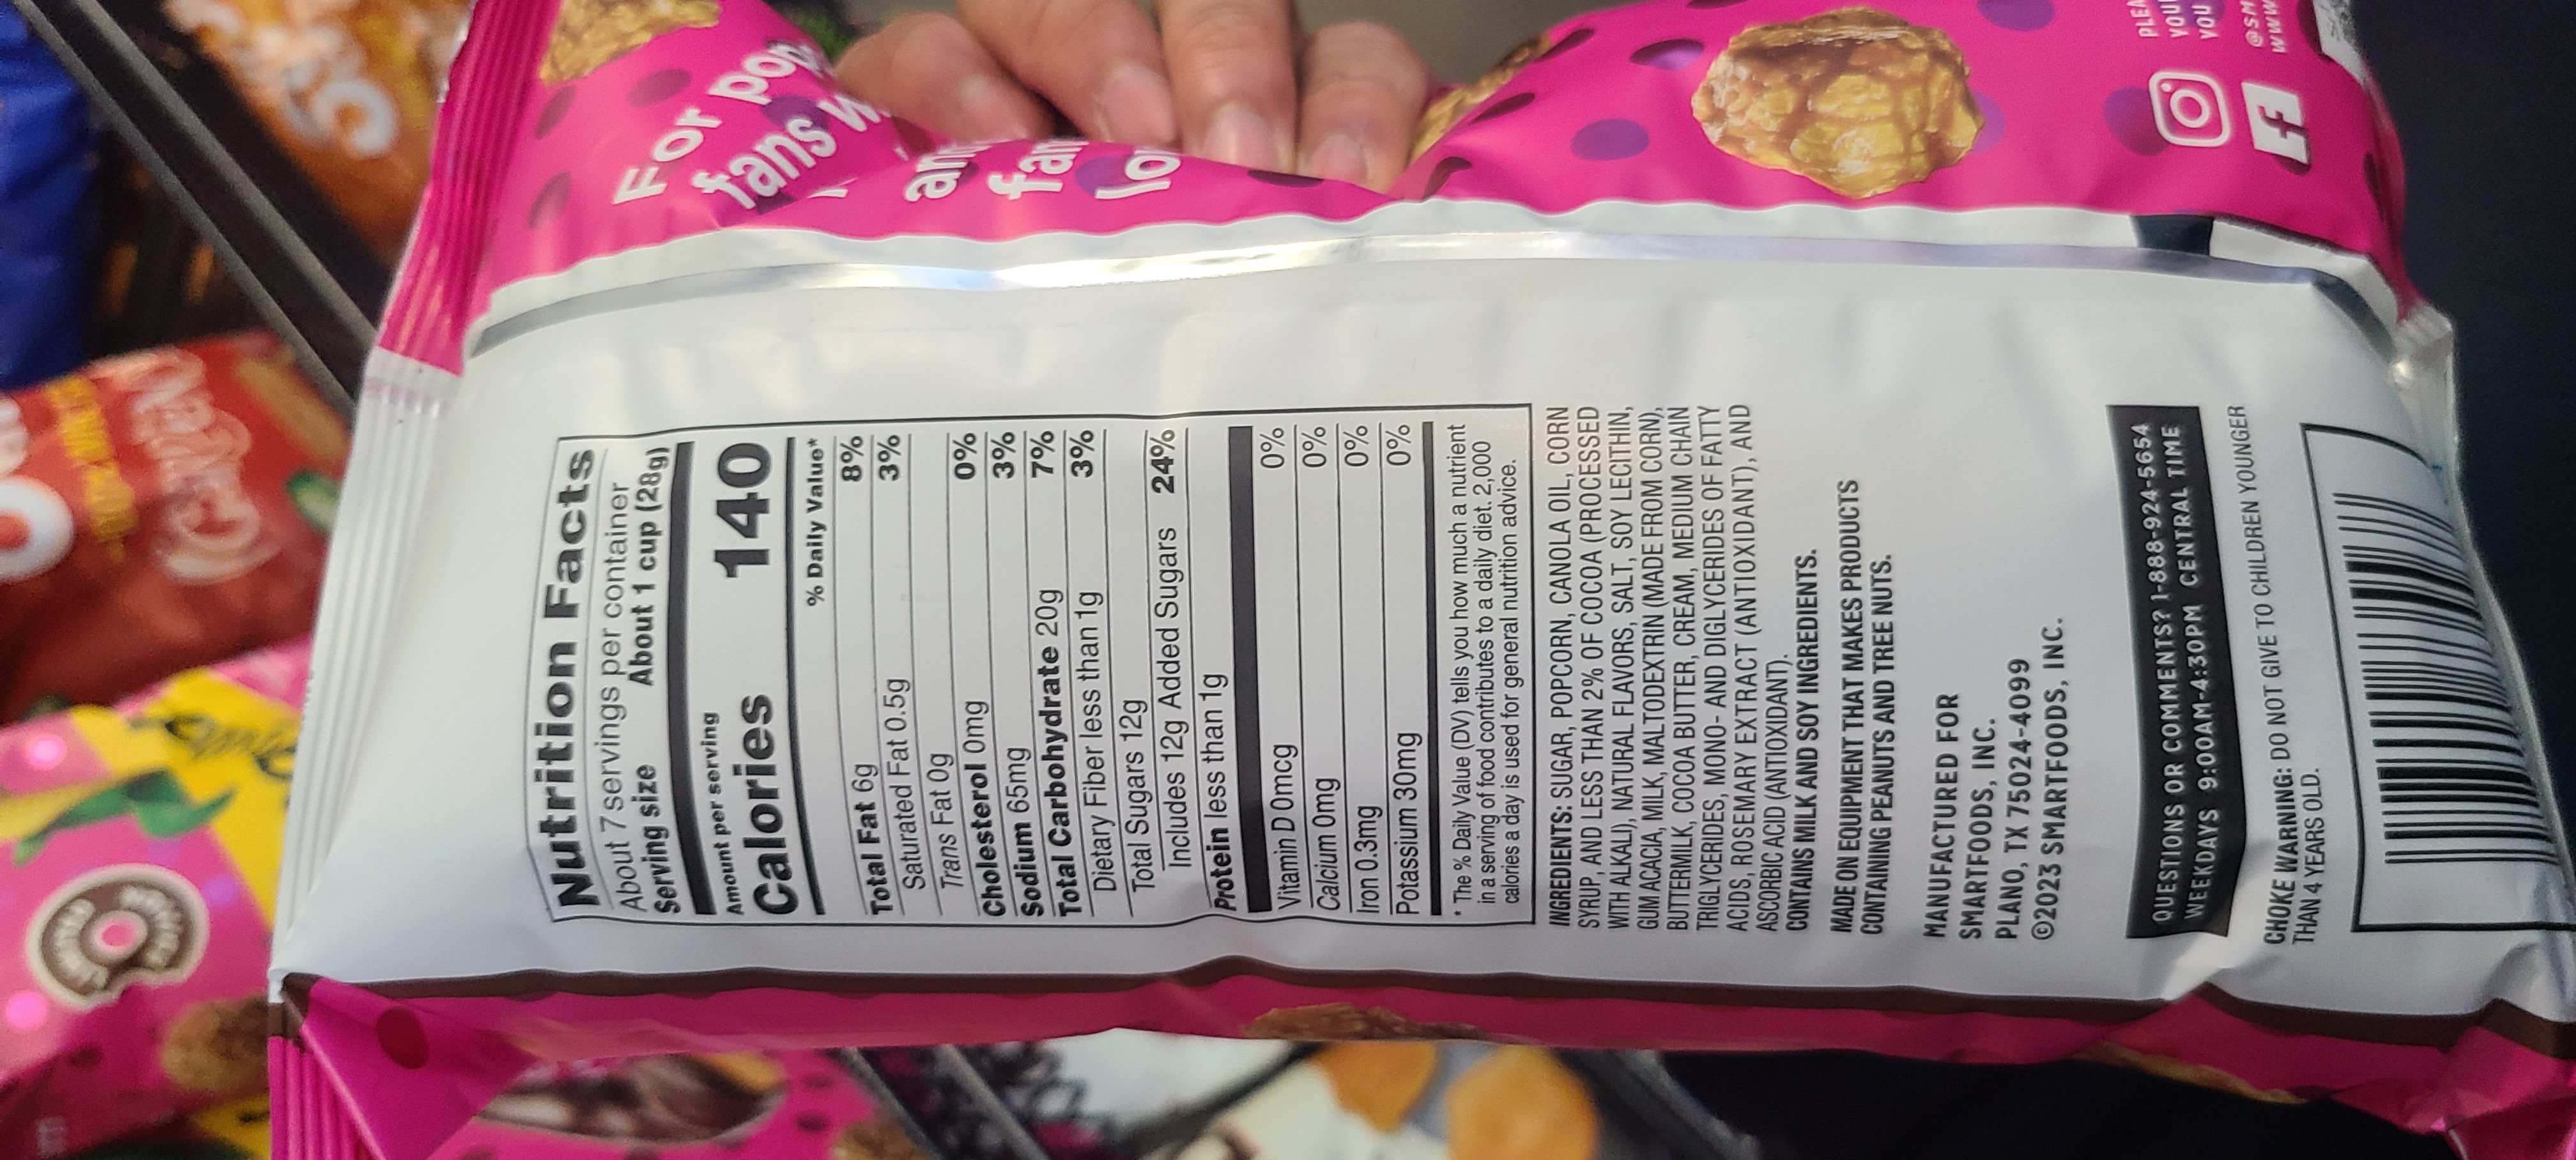 LIMITED
EDITION
Nutrition Facts
About 7 servings per container
Serving size About 1 cup (28g)
Amount per serving
Calories 140
% Daily Value*
Total Fat 6g 8%
Saturated Fat 0.5g 3%
Trans Fat 0g
Cholesterol 0mg 0%
Sodium 65mg 3%
Total Carbohydrate 20g 7%
Dietary Fiber less than 1g 3%
Total Sugars 12g
Includes 12g Added Sugars 24%
Protein less than 1g
Vitamin D 0mcg 0%
Calcium 0mg 0%
Iron 0.3mg 0%
Potassium 30mg 0%
* The % Daily Value (DV) tells you how much a nutrient
in a serving of food contributes to a daily diet. 2,000
calories a day is used for general nutrition advice.
INGREDIENTS: SUGAR, POPCORN, CANOLA OIL, CORN
SYRUP, AND LESS THAN 2% OF COCOA (PROCESSED
WITH ALKALI), NATURAL FLAVORS, SALT, SOY LECITHIN,
GUM ACACIA, MILK, MALTODEXTRIN (MADE FROM CORN),
BUTTERMILK, COCOA BUTTER, CREAM, MEDIUM CHAIN
TRIGLYCERIDES, MONO- AND DIGLYCERIDES OF FATTY
ACIDS, ROSEMARY EXTRACT (ANTIOXIDANT), AND
ASCORBIC ACID (ANTIOXIDANT).
CONTAINS MILK AND SOY INGREDIENTS.
MADE ON EQUIPMENT THAT MAKES PRODUCTS
CONTAINING PEANUTS AND TREE NUTS.
MANUFACTURED FOR
SMARTFOODS, INC.
PLANO, TX 75024-4099
©2023 SMARTFOODS, INC.
QUESTIONS OR COMMENTS? 1-888-924-5654
WEEKDAYS 9:00AM-4:30PM CENTRAL TIME
CHOKE WARNING: DO NOT GIVE TO CHILDREN YOUNGER
THAN 4 YEARS OLD.
For pop
fans w
an
fan
lo
PLEA
YOU
YOU
@SM
WWW